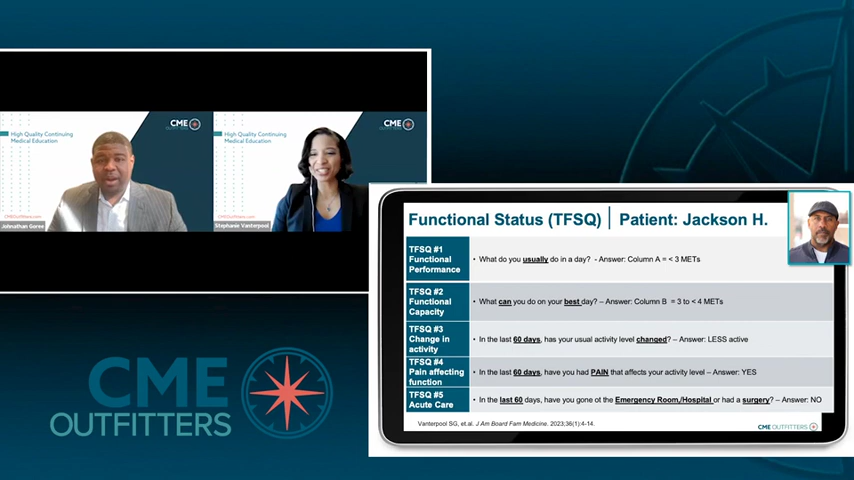 High Quality Continuing
Medical Education
CME
OUTFITTERS
CMEOutfitters.com
Johnathan Goree
High Quality Continuing
Medical Education
CME
OUTFITTERS
Stephanie Vanterpool
Functional Status (TFSQ) | Patient: Jackson H.
TFSQ #1
Functional
Performance
• What do you usually do in a day? - Answer: Column A = < 3 METs
TFSQ #2
Functional
Capacity
• What can you do on your best day? – Answer: Column B = 3 to < 4 METs
TFSQ #3
Change in
activity
• In the last 60 days, has your usual activity level changed? – Answer: LESS active
TFSQ #4
Pain affecting
function
• In the last 60 days, have you had PAIN that affects your activity level – Answer: YES
TFSQ #5
Acute Care
• In the last 60 days, have you gone ot the Emergency Room,/Hospital or had a surgery? – Answer: NO
Vanterpool SG, et.al. J Am Board Fam Medicine. 2023;36(1):4-14.
CME OUTFITTERS
CME
OUTFITTERS